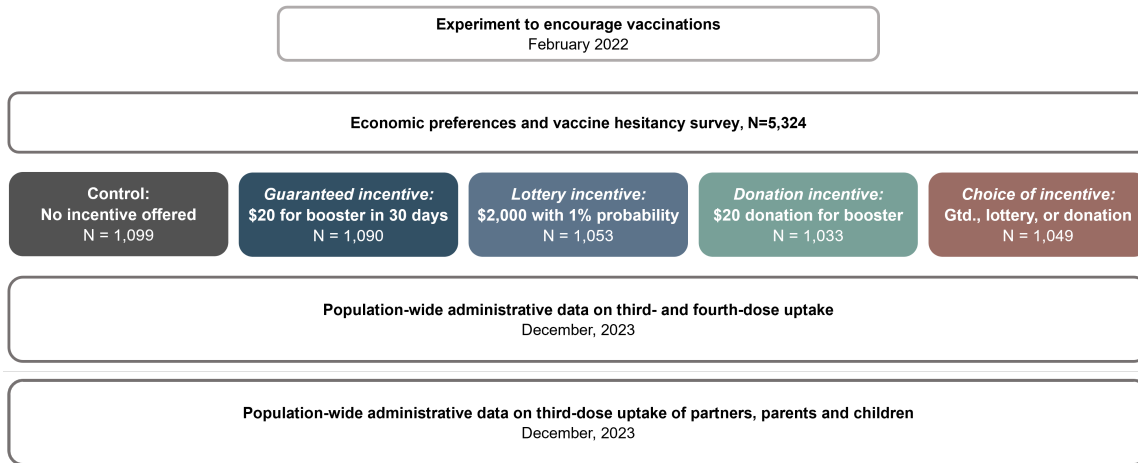 Experiment to encourage vaccinations
February 2022
Economic preferences and vaccine hesitancy survey, N=5,324
Control:
No incentive offered
N = 1,099
Guaranteed incentive:
$20 for booster in 30 days
N = 1,090
Lottery incentive:
$2,000 with 1% probability
N = 1,053
Donation incentive:
$20 donation for booster
N = 1,033
Choice of incentive:
Gtd., lottery, or donation
N = 1,049
Population-wide administrative data on third- and fourth-dose uptake
December, 2023
Population-wide administrative data on third-dose uptake of partners, parents and children
December, 2023